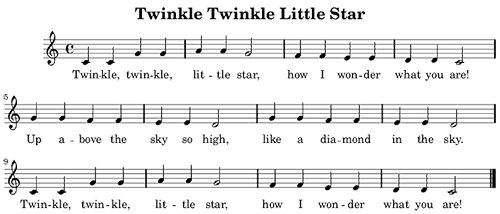 Twinkle Twinkle Little Star
Twin-kle, twin-kle, lit - tle star, how I won-der what you are!
5
Up a - bove the sky so high, like a dia-mond in the sky.
9
Twin-kle, twin-kle, lit - tle star, how I won-der what you are!